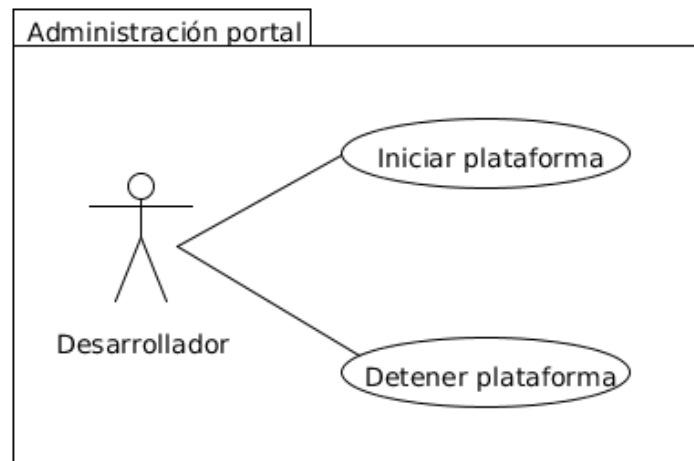 Administración portal
Iniciar plataforma
Desarrollador
Detener plataforma